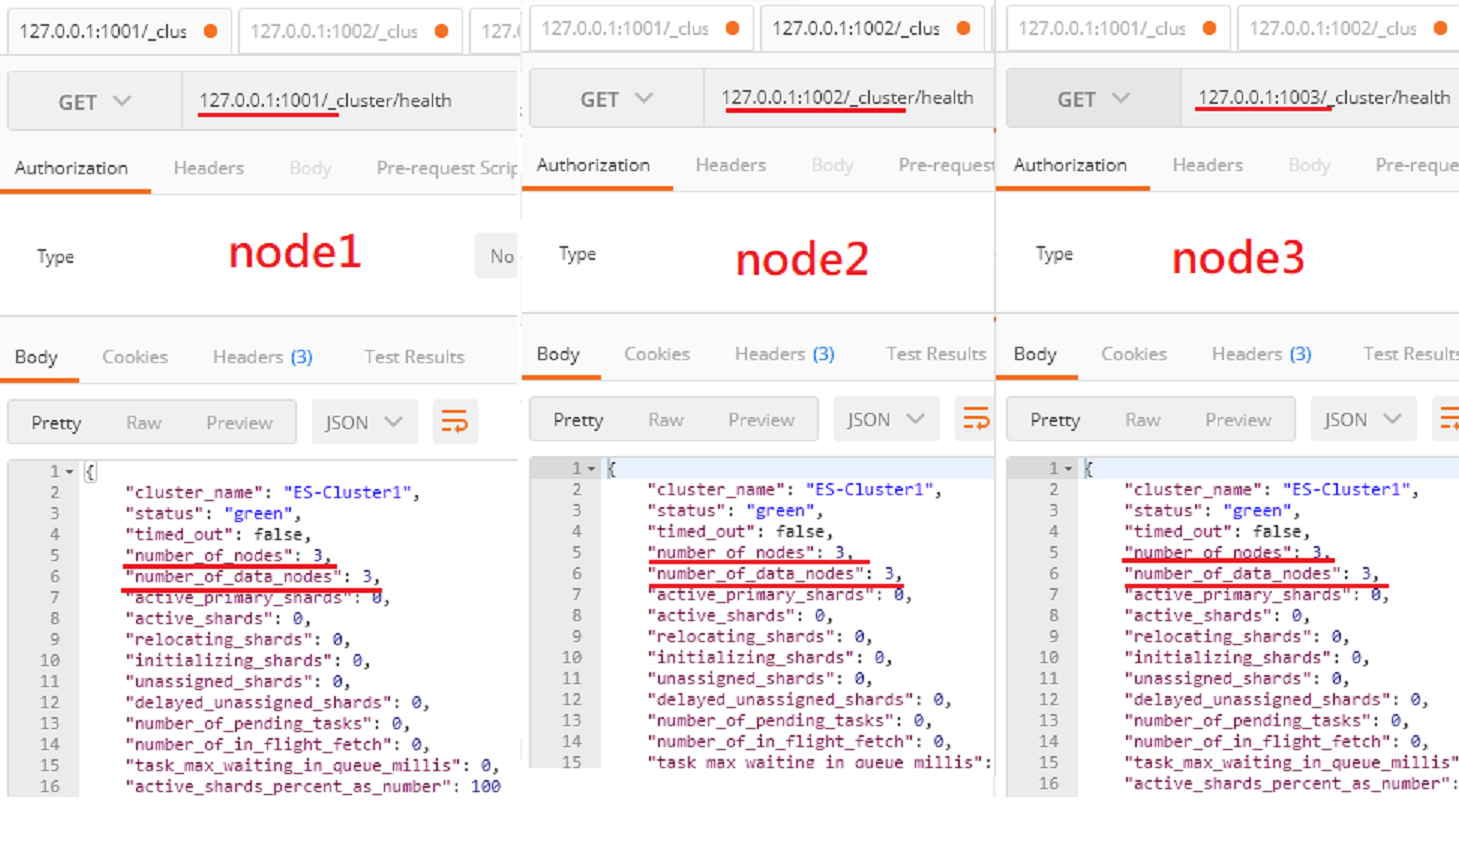 127.0.0.1:1001/_clus
127.0.0.1:1002/_clus
127.(
GET
127.0.0.1:1001/_cluster/health
Authorization
Headers
Body
Pre-request Scrip
Type
node1
No
Body
Cookies
Headers (3)
Test Results
Pretty
Raw
Preview
JSON
1 {
2 "cluster_name": "ES-Cluster1",
3 "status": "green",
4 "timed_out": false,
5 "number_of_nodes": 3,
6 "number_of_data_nodes": 3,
7 "active_primary_shards": 0,
8 "active_shards": 0,
9 "relocating_shards": 0,
10 "initializing_shards": 0,
11 "unassigned_shards": 0,
12 "delayed_unassigned_shards": 0,
13 "number_of_pending_tasks": 0,
14 "number_of_in_flight_fetch": 0,
15 "task_max_waiting_in_queue_millis": 0,
16 "active_shards_percent_as_number": 100
127.0.0.1:1001/_clus
127.0.0.1:1002/_clus
GET
127.0.0.1:1002/_cluster/health
Authorization
Headers
Body
Pre-request
Type
node2
Body
Cookies
Headers (3)
Test Results
Pretty
Raw
Preview
JSON
1 {
2 "cluster_name": "ES-Cluster1",
3 "status": "green",
4 "timed_out": false,
5 "number_of_nodes": 3,
6 "number_of_data_nodes": 3,
7 "active_primary_shards": 0,
8 "active_shards": 0,
9 "relocating_shards": 0,
10 "initializing_shards": 0,
11 "unassigned_shards": 0,
12 "delayed_unassigned_shards": 0,
13 "number_of_pending_tasks": 0,
14 "number_of_in_flight_fetch": 0,
15 "task_max_waiting_in_queue_millis":
127.0.0.1:1001/_clus
127.0.0.1:1002/_clus
GET
127.0.0.1:1003/_cluster/health
Authorization
Headers
Body
Pre-reque
Type
node3
Body
Cookies
Headers (3)
Test Results
Pretty
Raw
Preview
JSON
1 {
2 "cluster_name": "ES-Cluster1",
3 "status": "green",
4 "timed_out": false,
5 "number_of_nodes": 3,
6 "number_of_data_nodes": 3,
7 "active_primary_shards": 0,
8 "active_shards": 0,
9 "relocating_shards": 0,
10 "initializing_shards": 0,
11 "unassigned_shards": 0,
12 "delayed_unassigned_shards": 0,
13 "number_of_pending_tasks": 0,
14 "number_of_in_flight_fetch": 0,
15 "task_max_waiting_in_queue_millis"
16 "active_shards_percent_as_number":